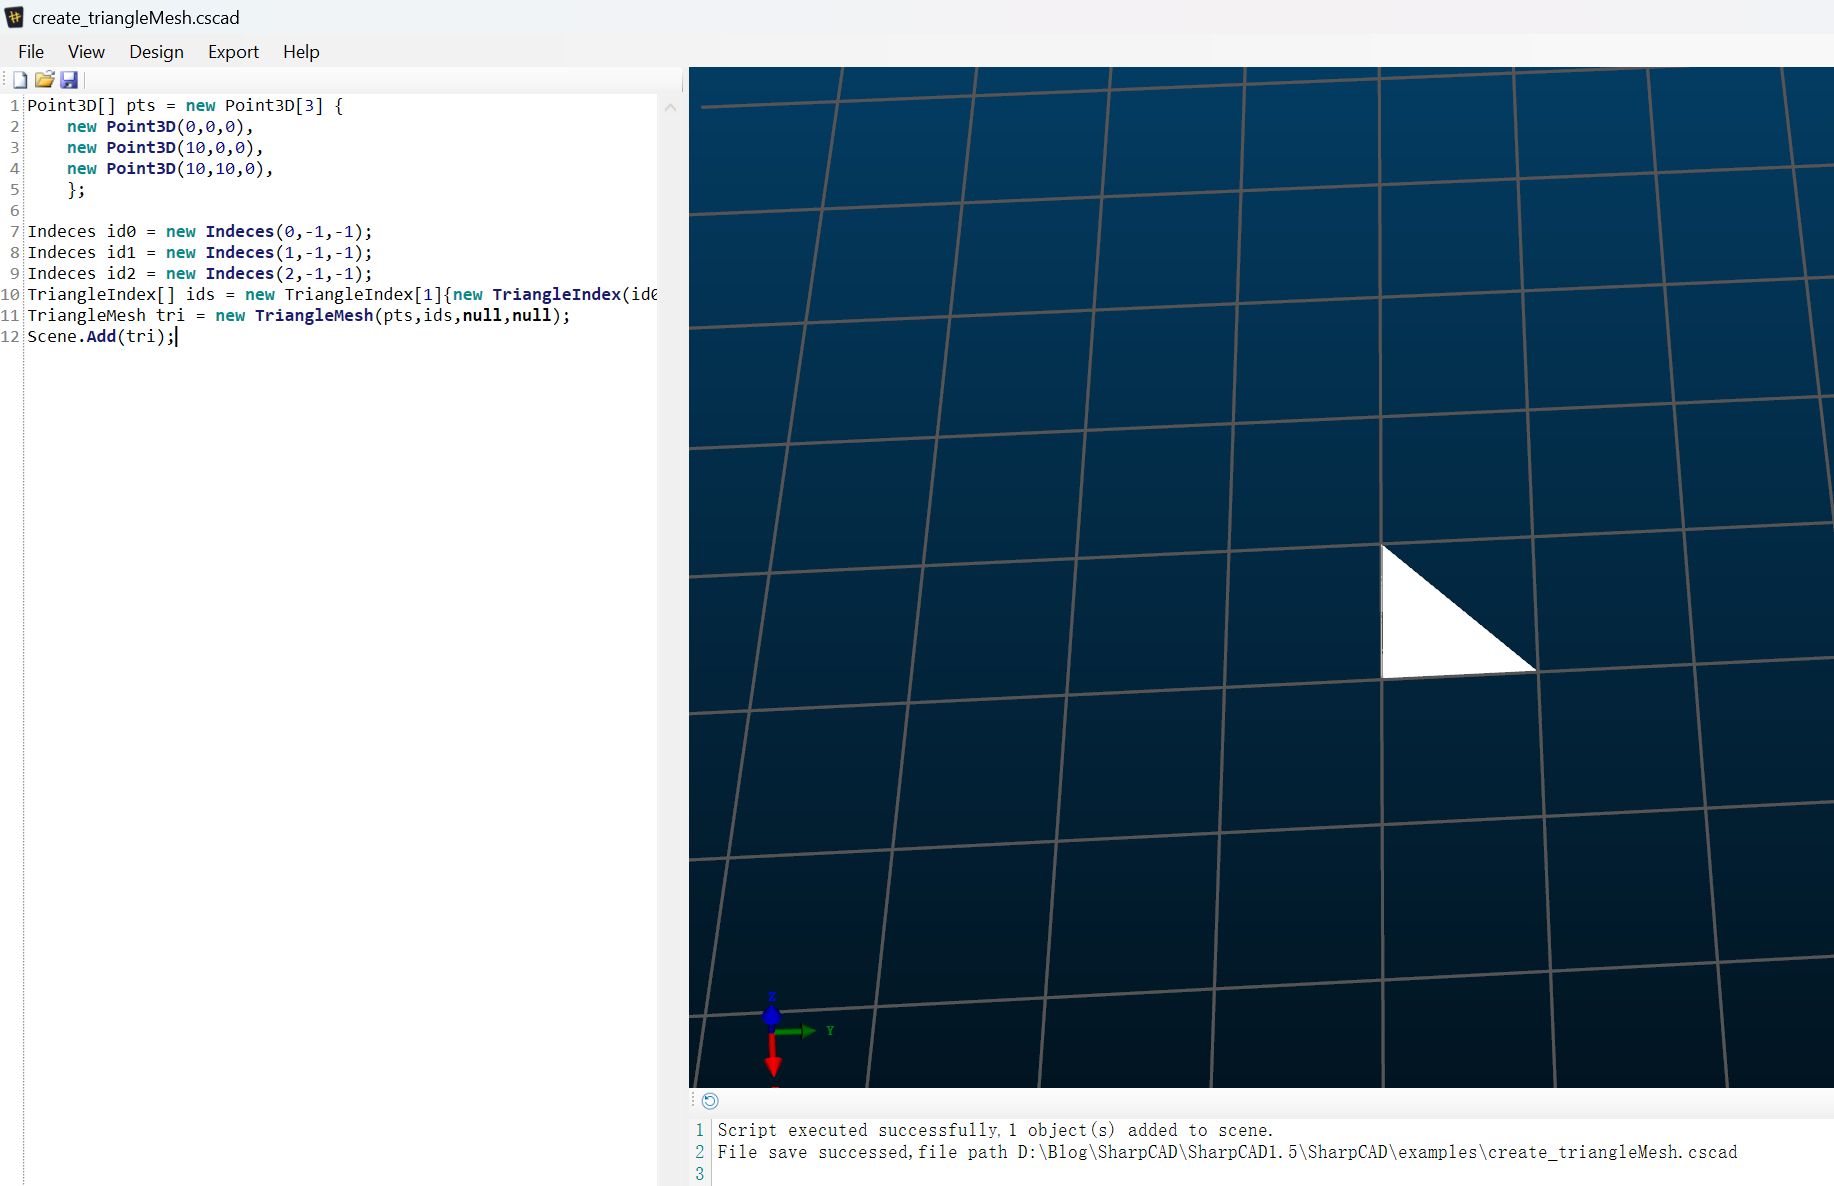 create_triangleMesh.cscad
File View Design Export Help
1 Point3D[] pts = new Point3D[3] {
2 new Point3D(0,0,0),
3 new Point3D(10,0,0),
4 new Point3D(10,10,0),
5 };
6
7 Indeces id0 = new Indeces(0,-1,-1);
8 Indeces id1 = new Indeces(1,-1,-1);
9 Indeces id2 = new Indeces(2,-1,-1);
10 TriangleIndex[] ids = new TriangleIndex[1]{new TriangleIndex(id0
11 TriangleMesh tri = new TriangleMesh(pts,ids,null,null);
12 Scene.Add(tri);
Z
Y
1 Script executed successfully,1 object(s) added to scene.
2 File save successed,file path D:\Blog\SharpCAD\SharpCAD1.5\SharpCAD\examples\create_triangleMesh.cscad
3